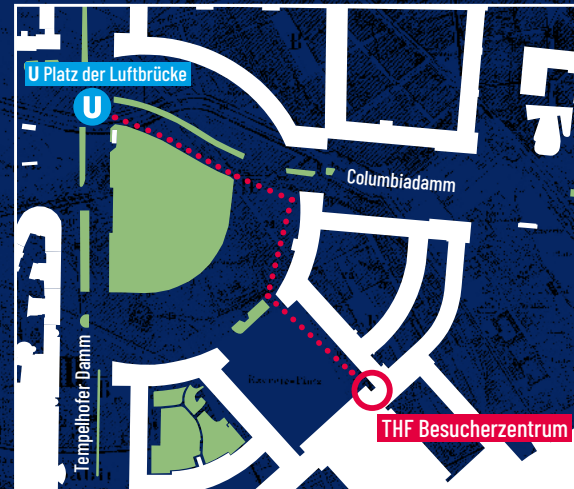 U Platz der Luftbrücke
U
Columbiadamm
Tempelhofer Damm
THF Besucherzentrum